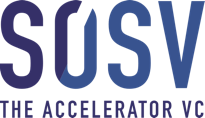 SOSV
THE ACCELERATOR VC